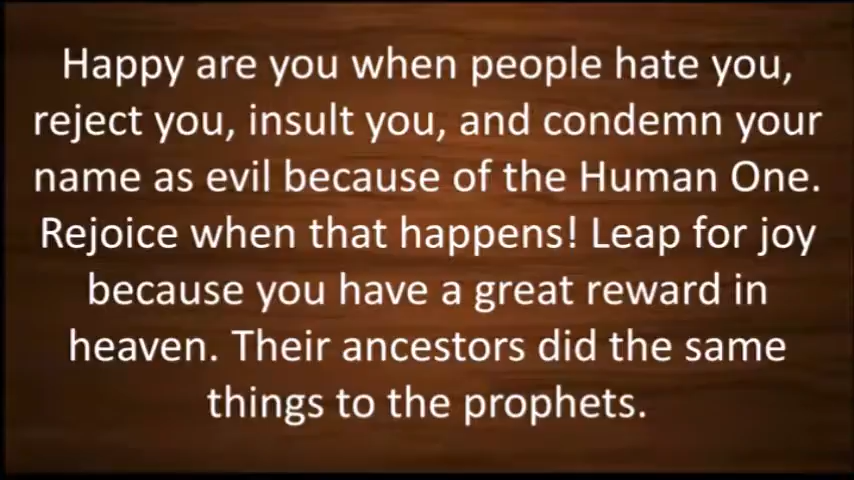 Happy are you when people hate you,
reject you, insult you, and condemn your
name as evil because of the Human One.
Rejoice when that happens! Leap for joy
because you have a great reward in
heaven. Their ancestors did the same
things to the prophets.